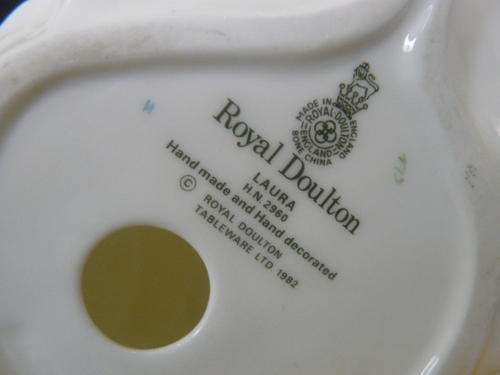 MADE IN ENGLAND
ROYAL DOULTON
ENGLAND
BONE CHINA
Royal Doulton
LAURA
H.N. 2960
Hand made and Hand decorated
© ROYAL DOULTON
TABLEWARE LTD 1982